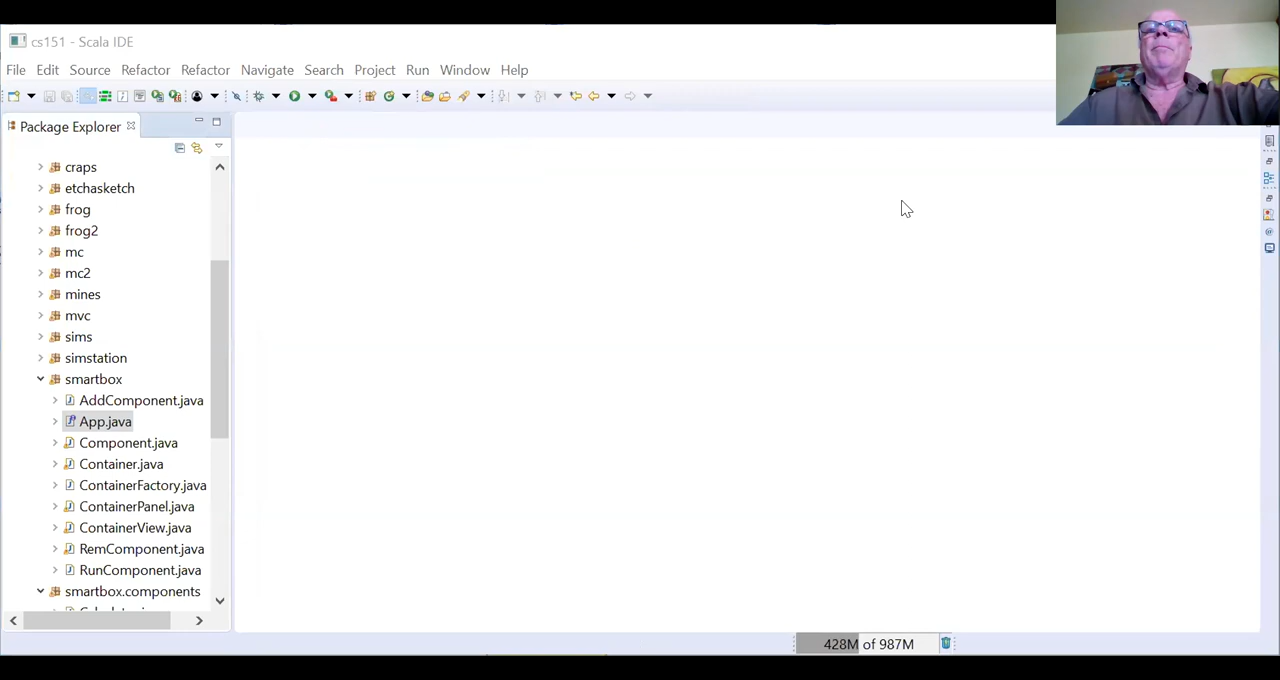 cs151 - Scala IDE
File Edit Source Refactor Refactor Navigate Search Project Run Window Help
Package Explorer
craps
etchasketch
frog
frog2
mc
mc2
mines
mvc
sims
simstation
smartbox
AddComponent.java
App.java
Component.java
Container.java
ContainerFactory.java
ContainerPanel.java
ContainerView.java
RemComponent.java
RunComponent.java
smartbox.components
428M of 987M